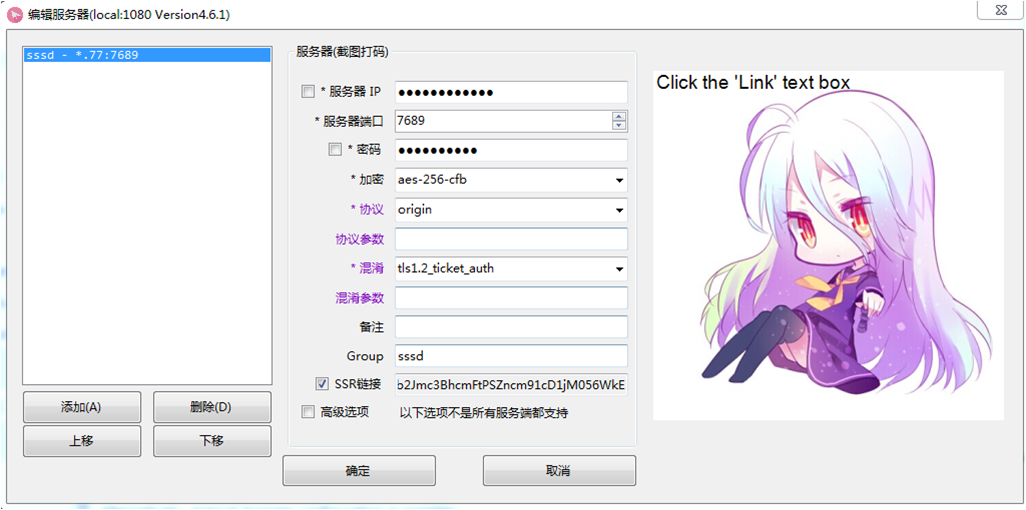 编辑服务器(local:1080 Version4.6.1)
sssd - *.77:7689
服务器(截图打码)
* 服务器 IP ●●●●●●●●●●●●
* 服务器端口 7689
* 密码 ●●●●●●●●●●
* 加密 aes-256-cfb
* 协议 origin
协议参数
* 混淆 tls1.2_ticket_auth
混淆参数
备注
Group sssd
SSR链接 b2Jmc3BhcmFtPSZncm91cD1jM056WkE
高级选项 以下选项不是所有服务端都支持
添加(A) 删除(D)
上移 下移
确定 取消
Click the 'Link' text box